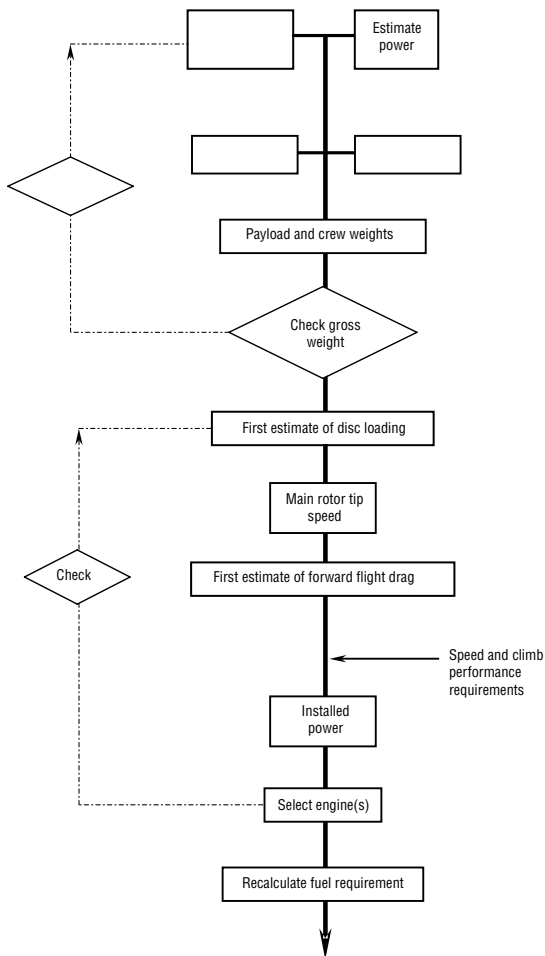 Estimate
power
Payload and crew weights
Check gross
weight
First estimate of disc loading
Main rotor tip
speed
Check
First estimate of forward flight drag
Speed and climb
performance
requirements
Installed
power
Select engine(s)
Recalculate fuel requirement